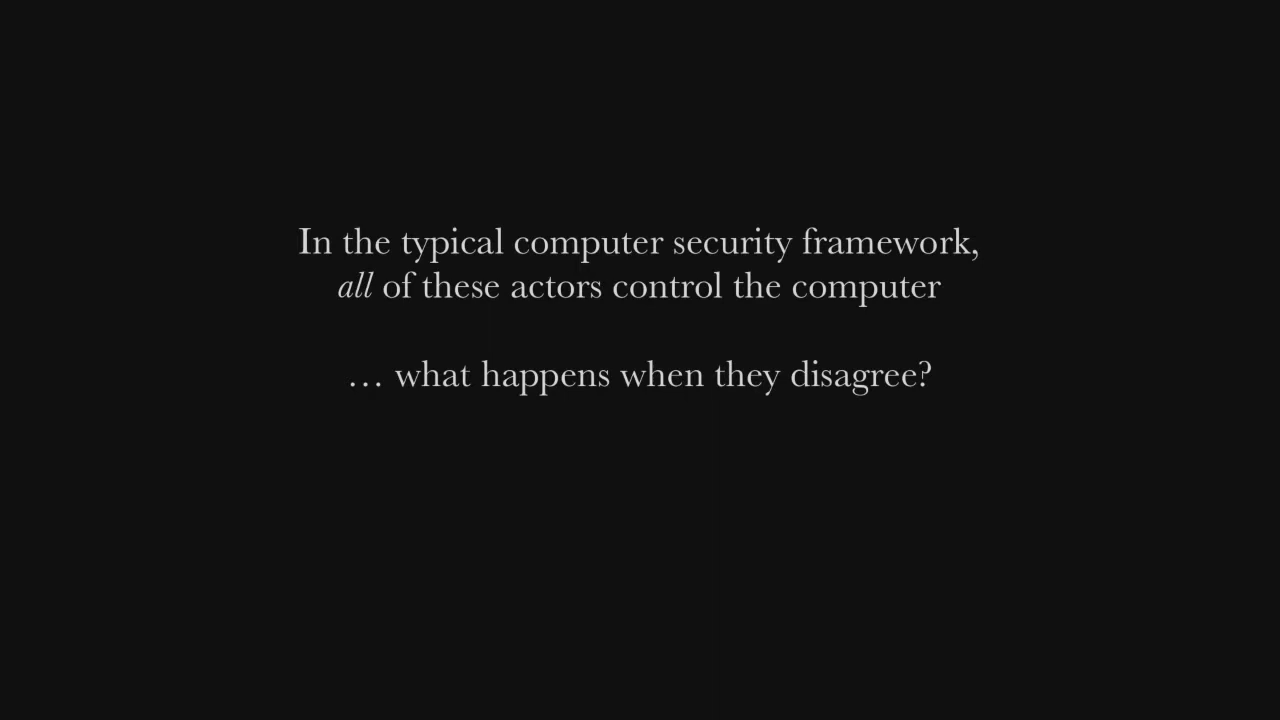 In the typical computer security framework,
all of these actors control the computer
… what happens when they disagree?